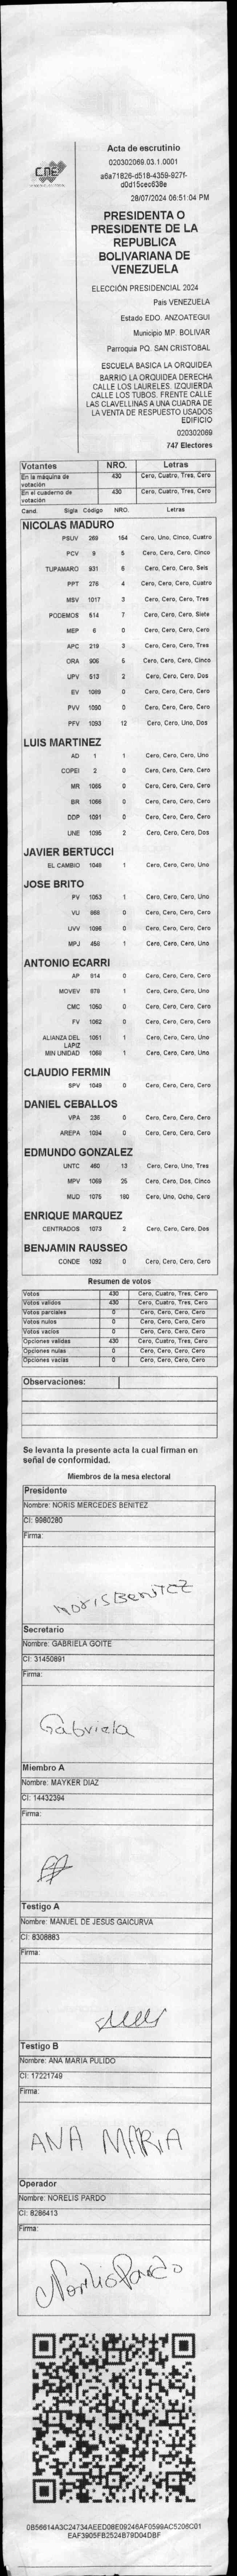 CNE
Acta de escrutinio
020302069.03.1.0001
a6a71826-d518-4359-927f-
d0d15cec638e
28/07/2024 06:51:04 PM
PRESIDENTA O
PRESIDENTE DE LA
REPUBLICA
BOLIVARIANA DE
VENEZUELA
ELECCIÓN PRESIDENCIAL 2024
País VENEZUELA
Estado EDO. ANZOATEGUI
Municipio MP. BOLIVAR
Parroquia PQ. SAN CRISTOBAL
ESCUELA BASICA LA ORQUIDEA
BARRIO LA ORQUIDEA DERECHA
CALLE LOS LAURELES. IZQUIERDA
CALLE LOS TUBOS. FRENTE CALLE
LAS CLAVELLINAS A UNA CUADRA DE
LA VENTA DE RESPUESTO USADOS
EDIFICIO
020302069
747 Electores
Votantes NRO. Letras
En la máquina de votación 430 Cero, Cuatro, Tres, Cero
En el cuaderno de votación 430 Cero, Cuatro, Tres, Cero
Cand. Sigla Código NRO. Letras
NICOLAS MADURO
PSUV 269 154 Cero, Uno, Cinco, Cuatro
PCV 9 5 Cero, Cero, Cero, Cinco
TUPAMARO 931 6 Cero, Cero, Cero, Seis
PPT 276 4 Cero, Cero, Cero, Cuatro
MSV 1017 3 Cero, Cero, Cero, Tres
PODEMOS 514 7 Cero, Cero, Cero, Siete
MEP 6 0 Cero, Cero, Cero, Cero
APC 219 3 Cero, Cero, Cero, Tres
ORA 906 5 Cero, Cero, Cero, Cinco
UPV 513 2 Cero, Cero, Cero, Dos
EV 1089 0 Cero, Cero, Cero, Cero
PVV 1090 0 Cero, Cero, Cero, Cero
PFV 1093 12 Cero, Cero, Uno, Dos
LUIS MARTINEZ
AD 1 1 Cero, Cero, Cero, Uno
COPEI 2 0 Cero, Cero, Cero, Cero
MR 1065 0 Cero, Cero, Cero, Cero
BR 1066 0 Cero, Cero, Cero, Cero
DDP 1091 0 Cero, Cero, Cero, Cero
UNE 1095 2 Cero, Cero, Cero, Dos
JAVIER BERTUCCI
EL CAMBIO 1048 1 Cero, Cero, Cero, Uno
JOSE BRITO
PV 1053 1 Cero, Cero, Cero, Uno
VU 868 0 Cero, Cero, Cero, Cero
UVV 1096 0 Cero, Cero, Cero, Cero
MPJ 456 1 Cero, Cero, Cero, Uno
ANTONIO ECARRI
AP 814 0 Cero, Cero, Cero, Cero
MOVEV 679 1 Cero, Cero, Cero, Uno
CMC 1050 0 Cero, Cero, Cero, Cero
FV 1062 0 Cero, Cero, Cero, Cero
ALIANZA DEL LAPIZ 1051 1 Cero, Cero, Cero, Uno
MIN UNIDAD 1069 1 Cero, Cero, Cero, Uno
CLAUDIO FERMIN
SPV 1049 0 Cero, Cero, Cero, Cero
DANIEL CEBALLOS
VPA 236 0 Cero, Cero, Cero, Cero
AREPA 1094 0 Cero, Cero, Cero, Cero
EDMUNDO GONZALEZ
UNTC 460 13 Cero, Cero, Uno, Tres
MPV 1069 25 Cero, Cero, Dos, Cinco
MUD 1075 180 Cero, Uno, Ocho, Cero
ENRIQUE MARQUEZ
CENTRADOS 1073 2 Cero, Cero, Cero, Dos
BENJAMIN RAUSSEO
CONDE 1092 0 Cero, Cero, Cero, Cero
Resumen de votos
Votos 430 Cero, Cuatro, Tres, Cero
Votos validos 430 Cero, Cuatro, Tres, Cero
Votos parciales 0 Cero, Cero, Cero, Cero
Votos nulos 0 Cero, Cero, Cero, Cero
Votos vacíos 0 Cero, Cero, Cero, Cero
Opciones validas 430 Cero, Cuatro, Tres, Cero
Opciones nulas 0 Cero, Cero, Cero, Cero
Opciones vacías 0 Cero, Cero, Cero, Cero
Observaciones:
Se levanta la presente acta la cual firman en
señal de conformidad.
Miembros de la mesa electoral
Presidente
Nombre: NORIS MERCEDES BENITEZ
CI: 9980280
Firma:
Noris Benitez
Secretario
Nombre: GABRIELA GOITE
CI: 31450891
Firma:
Gabriela
Miembro A
Nombre: MAYKER DIAZ
CI: 14432394
Firma:
Testigo A
Nombre: MANUEL DE JESUS GAICURVA
CI: 8308883
Firma:
Testigo B
Nombre: ANA MARIA PULIDO
CI: 17221749
Firma:
ANA MARIA
Operador
Nombre: NORELIS PARDO
CI: 8286413
Firma:
Norelis Pardo
0B56614A3C24734AEED08E09246AF0599AC5206C01
EAF3905FB2524B79D04DBF